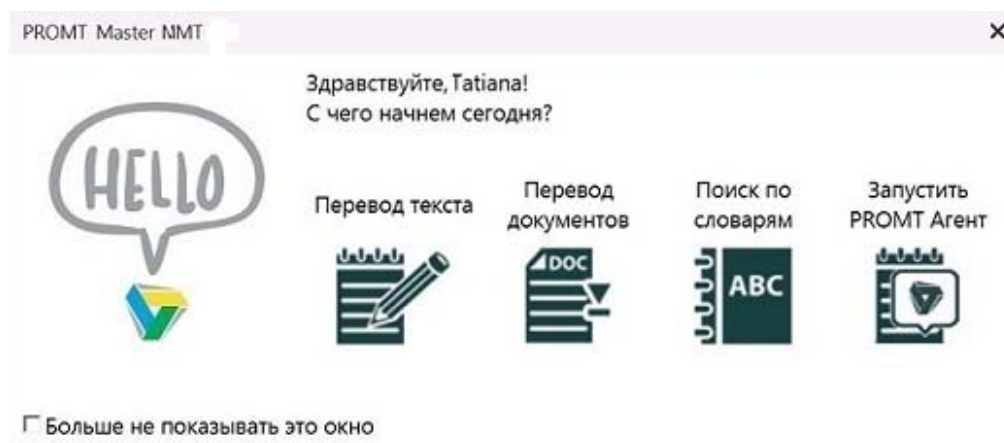 PROMT Master NMT
Здравствуйте, Tatiana!
С чего начнем сегодня?
HELLO
Перевод текста
Перевод
документов
Поиск по
словарям
Запустить
PROMT Агент
DOC
ABC
Больше не показывать это окно